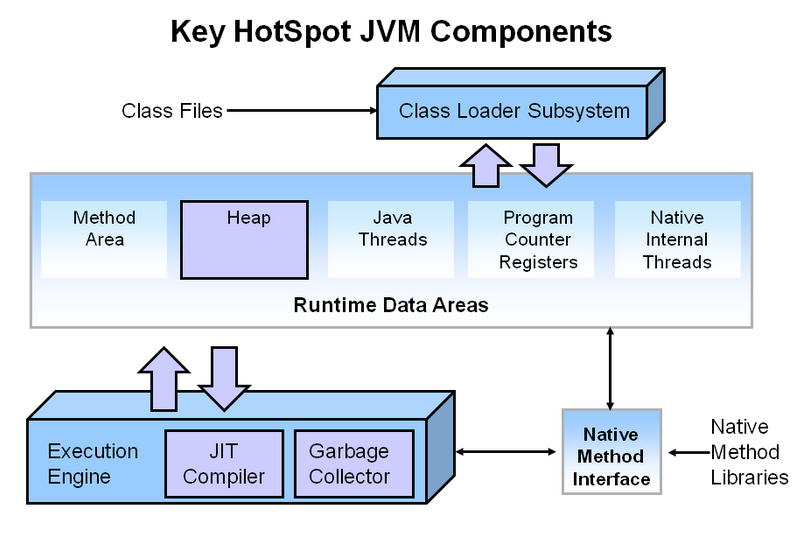 Key HotSpot JVM Components
Class Files
Class Loader Subsystem
Method
Area
Heap
Java
Threads
Program
Counter
Registers
Native
Internal
Threads
Runtime Data Areas
Execution
Engine
JIT
Compiler
Garbage
Collector
Native
Method
Interface
Native
Method
Libraries